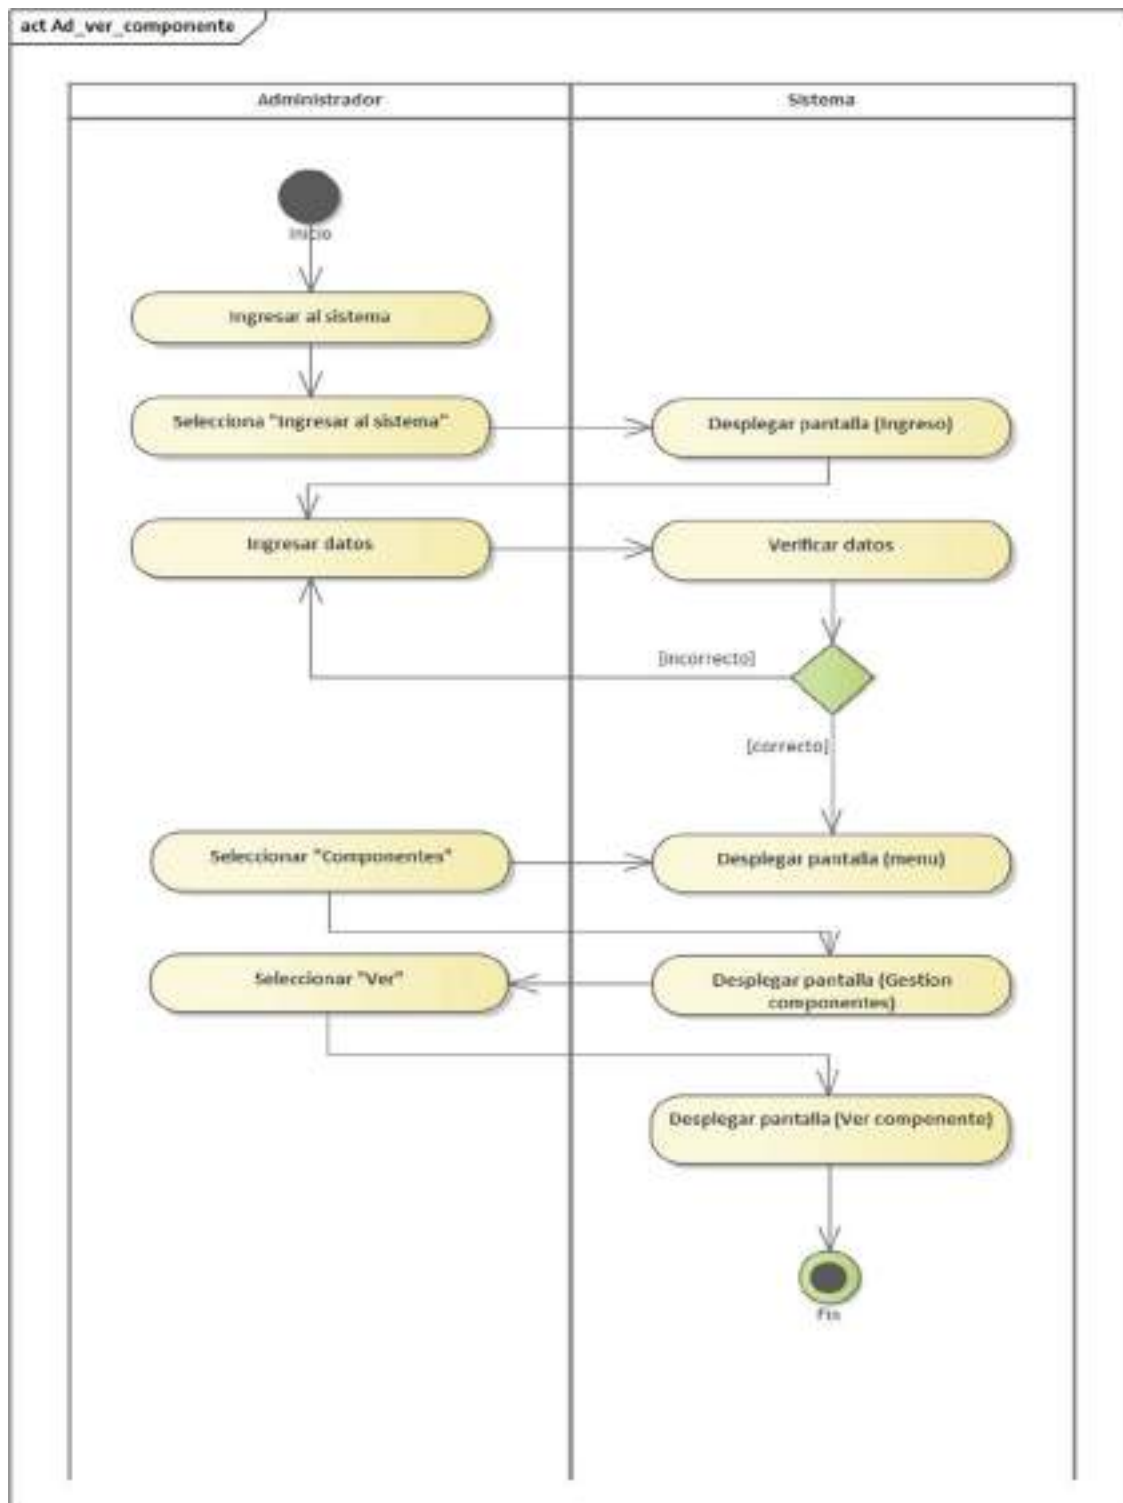 act Ad_ver_componente
Administrador
Sistema
Inicio
Ingresar al sistema
Selecciona "Ingresar al sistema"
Desplegar pantalla (Ingreso)
Ingresar datos
Verificar datos
[incorrecto]
[correcto]
Seleccionar "Componentes"
Desplegar pantalla (menu)
Seleccionar "Ver"
Desplegar pantalla (Gestion
componentes)
Desplegar pantalla (Ver compenente)
Fin